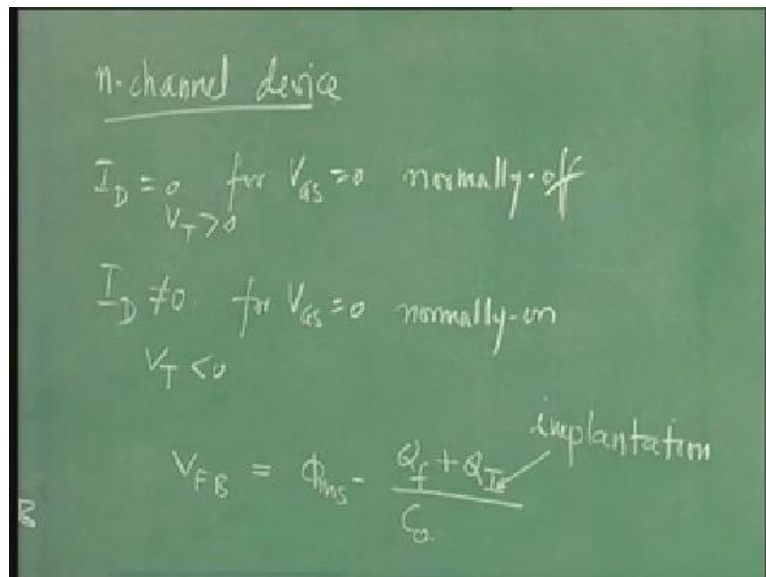 n-channel device
I_D = 0 for V_GS = 0 normally-off
V_T > 0
I_D ≠ 0. for V_GS = 0 normally-on
V_T < 0
implantation
V_FB = Φ_ms - (Q_f + Q_I) / C_o.